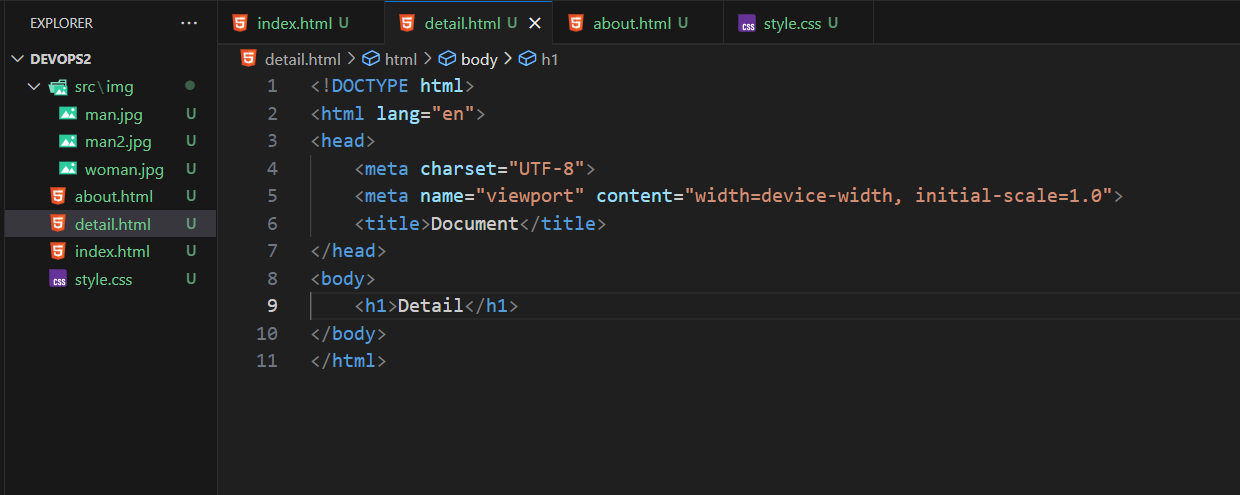 EXPLORER ···
DEVOPS2
src\img
man.jpg U
man2.jpg U
woman.jpg U
about.html U
detail.html U
index.html U
style.css U
index.html U
detail.html U
about.html U
style.css U
detail.html > html > body > h1
1 <!DOCTYPE html>
2 <html lang="en">
3 <head>
4     <meta charset="UTF-8">
5     <meta name="viewport" content="width=device-width, initial-scale=1.0">
6     <title>Document</title>
7 </head>
8 <body>
9     <h1>Detail</h1>
10 </body>
11 </html>